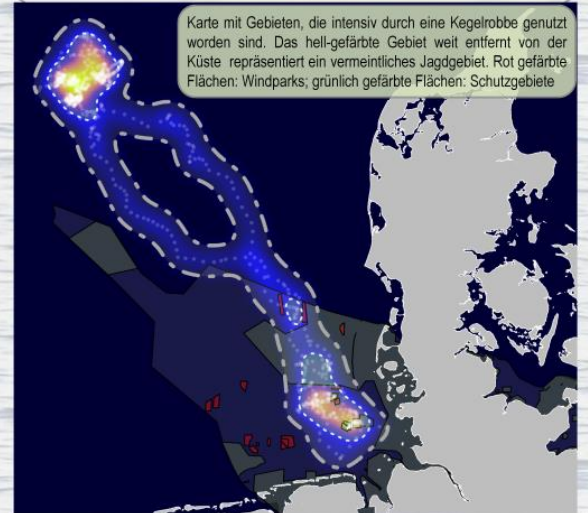 Karte mit Gebieten, die intensiv durch eine Kegelrobbe genutzt
worden sind. Das hell-gefärbte Gebiet weit entfernt von der
Küste repräsentiert ein vermeintliches Jagdgebiet. Rot gefärbte
Flächen: Windparks; grünlich gefärbte Flächen: Schutzgebiete